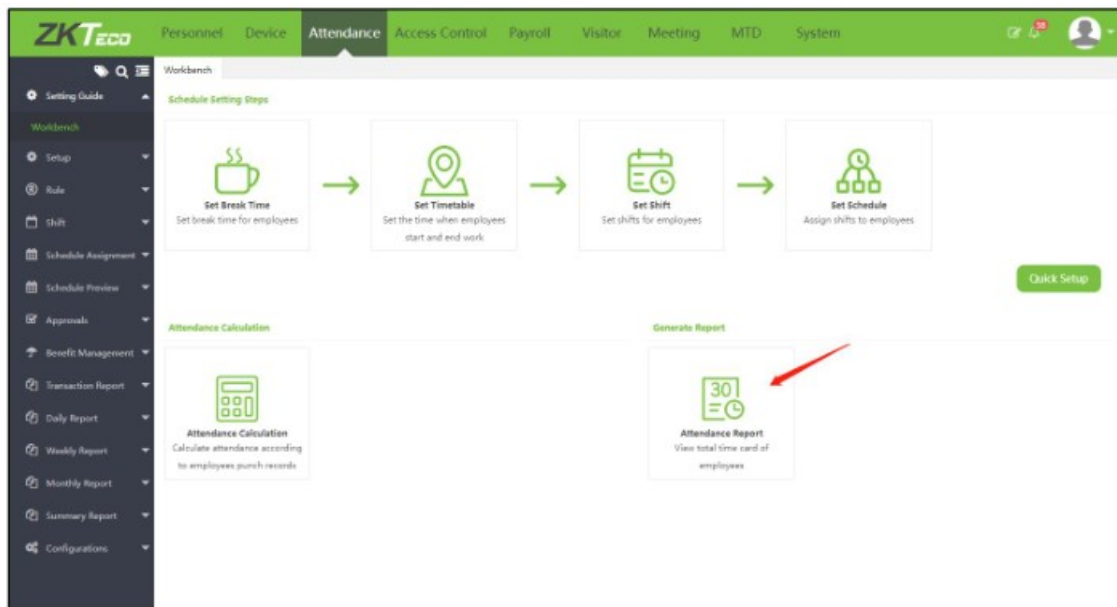 ZKTeco
Personnel Device Attendance Access Control Payroll Visitor Meeting MTD System
Workbench
Setting Guide
Workbench
Setup
Rule
Shift
Schedule Assignment
Schedule Preview
Approvals
Benefit Management
Transaction Report
Daily Report
Weekly Report
Monthly Report
Summary Report
Configurations
Schedule Setting Steps
Set Break Time
Set break time for employees
Set Timetable
Set the time when employees
start and end work
Set Shift
Set shifts for employees
Set Schedule
Assign shifts to employees
Quick Setup
Attendance Calculation
Attendance Calculation
Calculate attendance according
to employees punch records
Generate Report
30
Attendance Report
View total time card of
employees